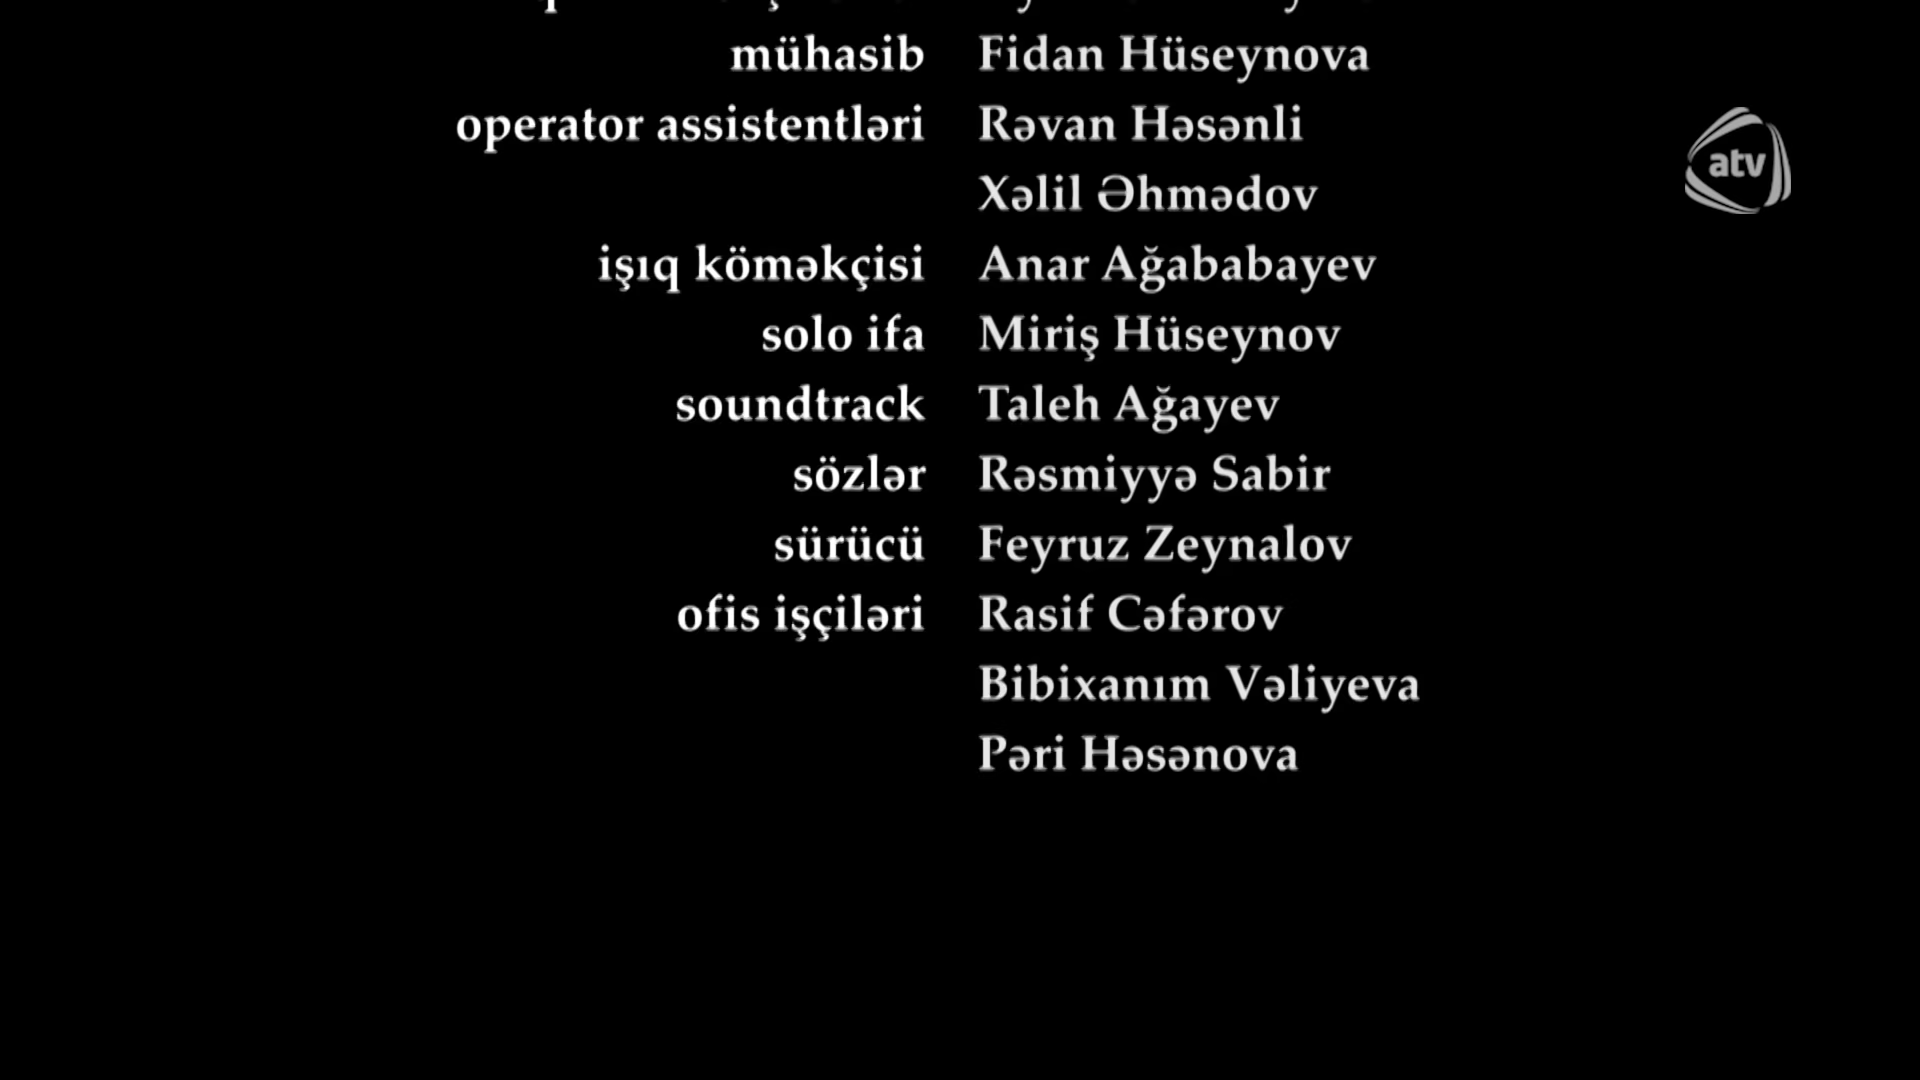 mühasib Fidan Hüseynova
operator assistentləri Rəvan Həsənli
Xəlil Əhmədov
işıq köməkçisi Anar Ağababayev
solo ifa Miriş Hüseynov
soundtrack Taleh Ağayev
sözlər Rəsmiyyə Sabir
sürücü Feyruz Zeynalov
ofis işçiləri Rasif Cəfərov
Bibixanım Vəliyeva
Pəri Həsənova
atv